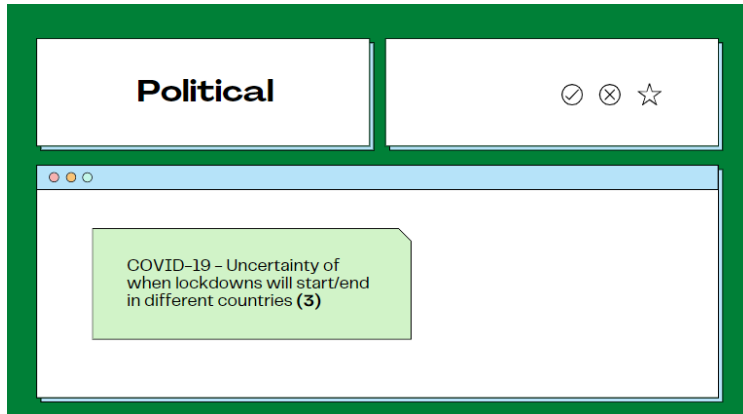 Political
COVID-19 – Uncertainty of
when lockdowns will start/end
in different countries (3)